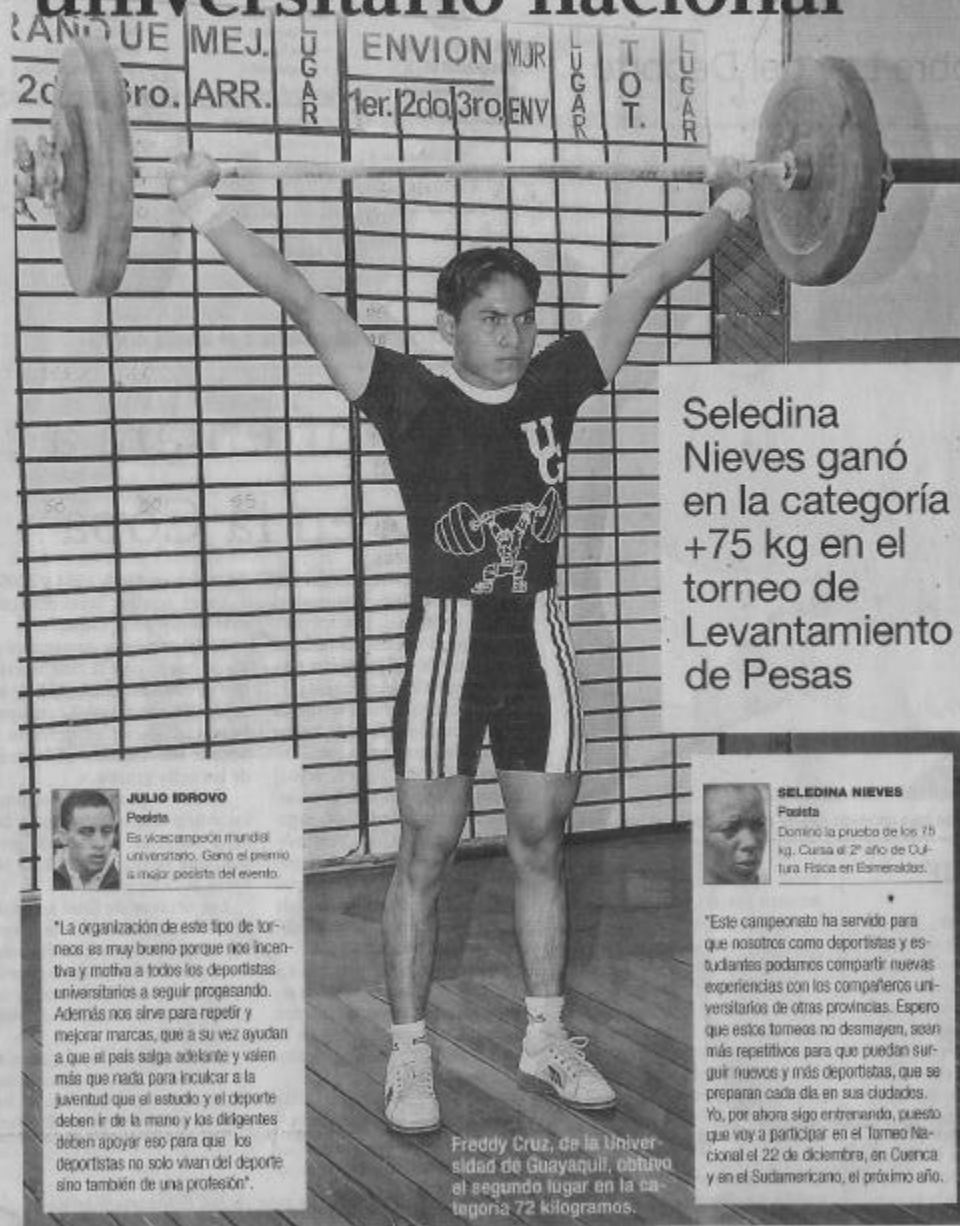 universitario nacional
RANQUE MEJ. LUGAR ENVION MJR LUGAR TOT. LUGAR
2do 3ro. ARR. 1er. 2do. 3ro. ENV
UG
Seledina
Nieves ganó
en la categoría
+75 kg en el
torneo de
Levantamiento
de Pesas
JULIO IDROVO
Pesista
Es vicecampeón mundial
universitario. Ganó el premio
a mejor pesista del evento.
"La organización de este tipo de tor-
neos es muy bueno porque nos incen-
tiva y motiva a todos los deportistas
universitarios a seguir progesando.
Además nos sirve para repetir y
mejorar marcas, que a su vez ayudan
a que el país salga adelante y valen
más que nada para inculcar a la
juventud que el estudio y el deporte
deben ir de la mano y los dirigentes
deben apoyar eso para que los
deportistas no solo vivan del deporte
sino también de una profesión".
Freddy Cruz, de la Univer-
sidad de Guayaquil, obtuvo
el segundo lugar en la ca-
tegoría 72 kilogramos.
SELEDINA NIEVES
Pesista
Dominó la prueba de los 75
kg. Cursa el 2º año de Cul-
tura Física en Esmeraldas.
"Este campeonato ha servido para
que nosotros como deportistas y es-
tudiantes podamos compartir nuevas
experiencias con los compañeros uni-
versitarios de otras provincias. Espero
que estos torneos no desmayen, sean
más repetitivos para que puedan sur-
guir nuevos y más deportistas, que se
preparan cada día en sus ciudades.
Yo, por ahora sigo entrenando, puesto
que voy a participar en el Torneo Na-
cional el 22 de diciembre, en Cuenca
y en el Sudamericano, el próximo año.